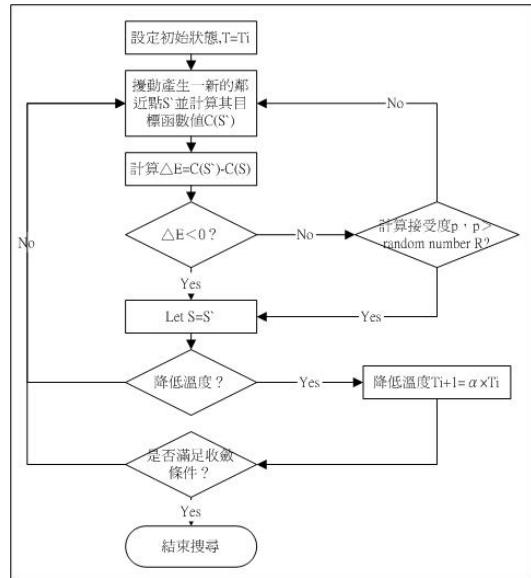 設定初始狀態,T=Ti
擾動產生一新的鄰
近點S`並計算其目
標函數值C(S`)
No
計算△E=C(S`)-C(S)
No
△E<0？
No
計算接受度p，p＞
random number R?
Yes
Let S=S`
Yes
降低溫度？
Yes
降低溫度Ti+1=α×Ti
是否滿足收斂
條件？
Yes
結束搜尋